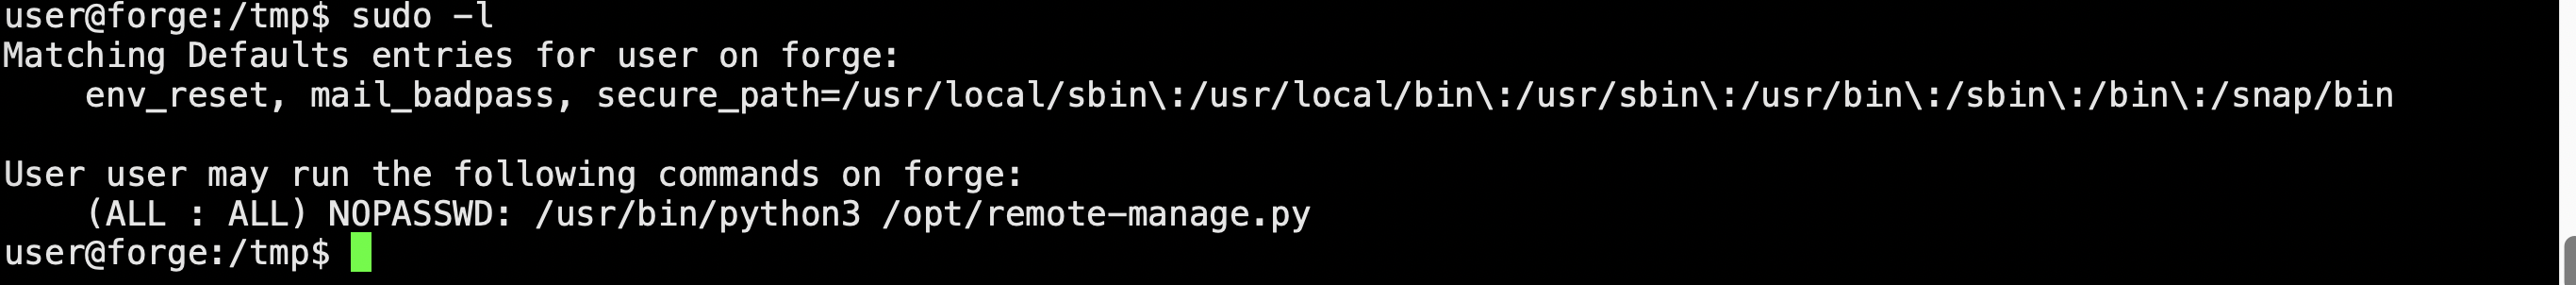 user@forge:/tmp$ sudo -l
Matching Defaults entries for user on forge:
    env_reset, mail_badpass, secure_path=/usr/local/sbin\:/usr/local/bin\:/usr/sbin\:/usr/bin\:/sbin\:/bin\:/snap/bin

User user may run the following commands on forge:
    (ALL : ALL) NOPASSWD: /usr/bin/python3 /opt/remote-manage.py
user@forge:/tmp$